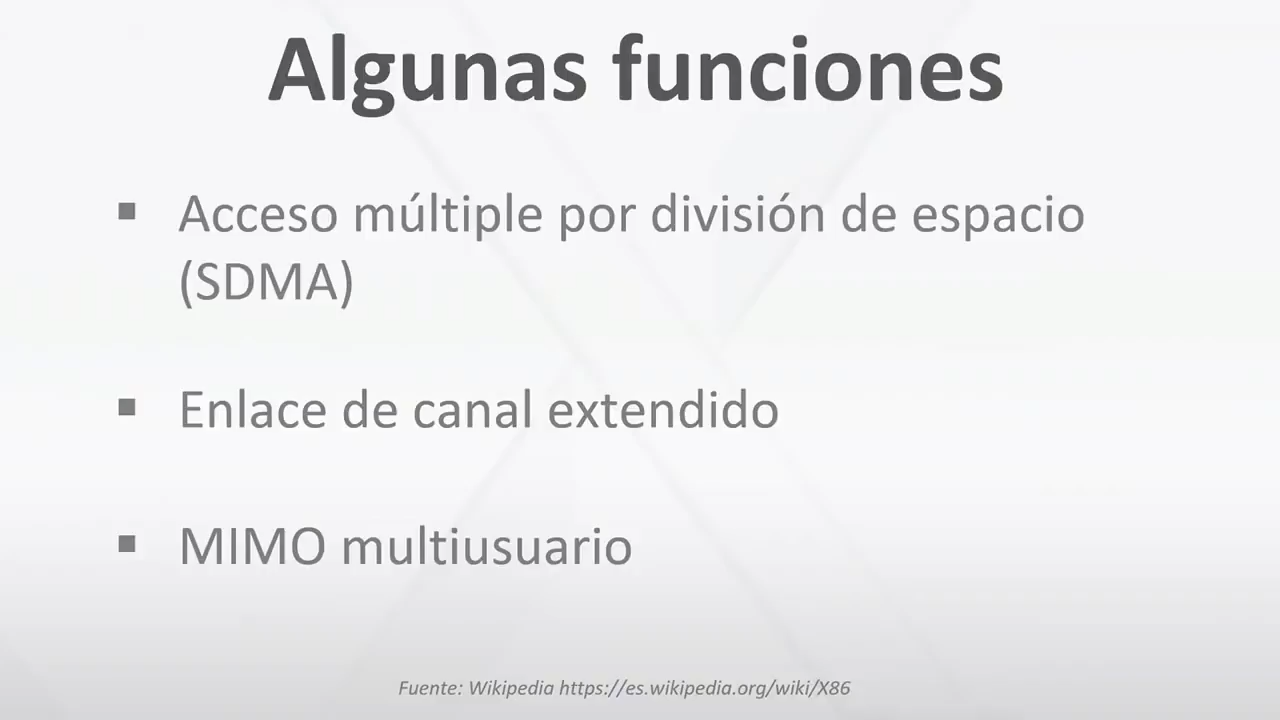 Algunas funciones
▪ Acceso múltiple por división de espacio
(SDMA)
▪ Enlace de canal extendido
▪ MIMO multiusuario
Fuente: Wikipedia https://es.wikipedia.org/wiki/X86